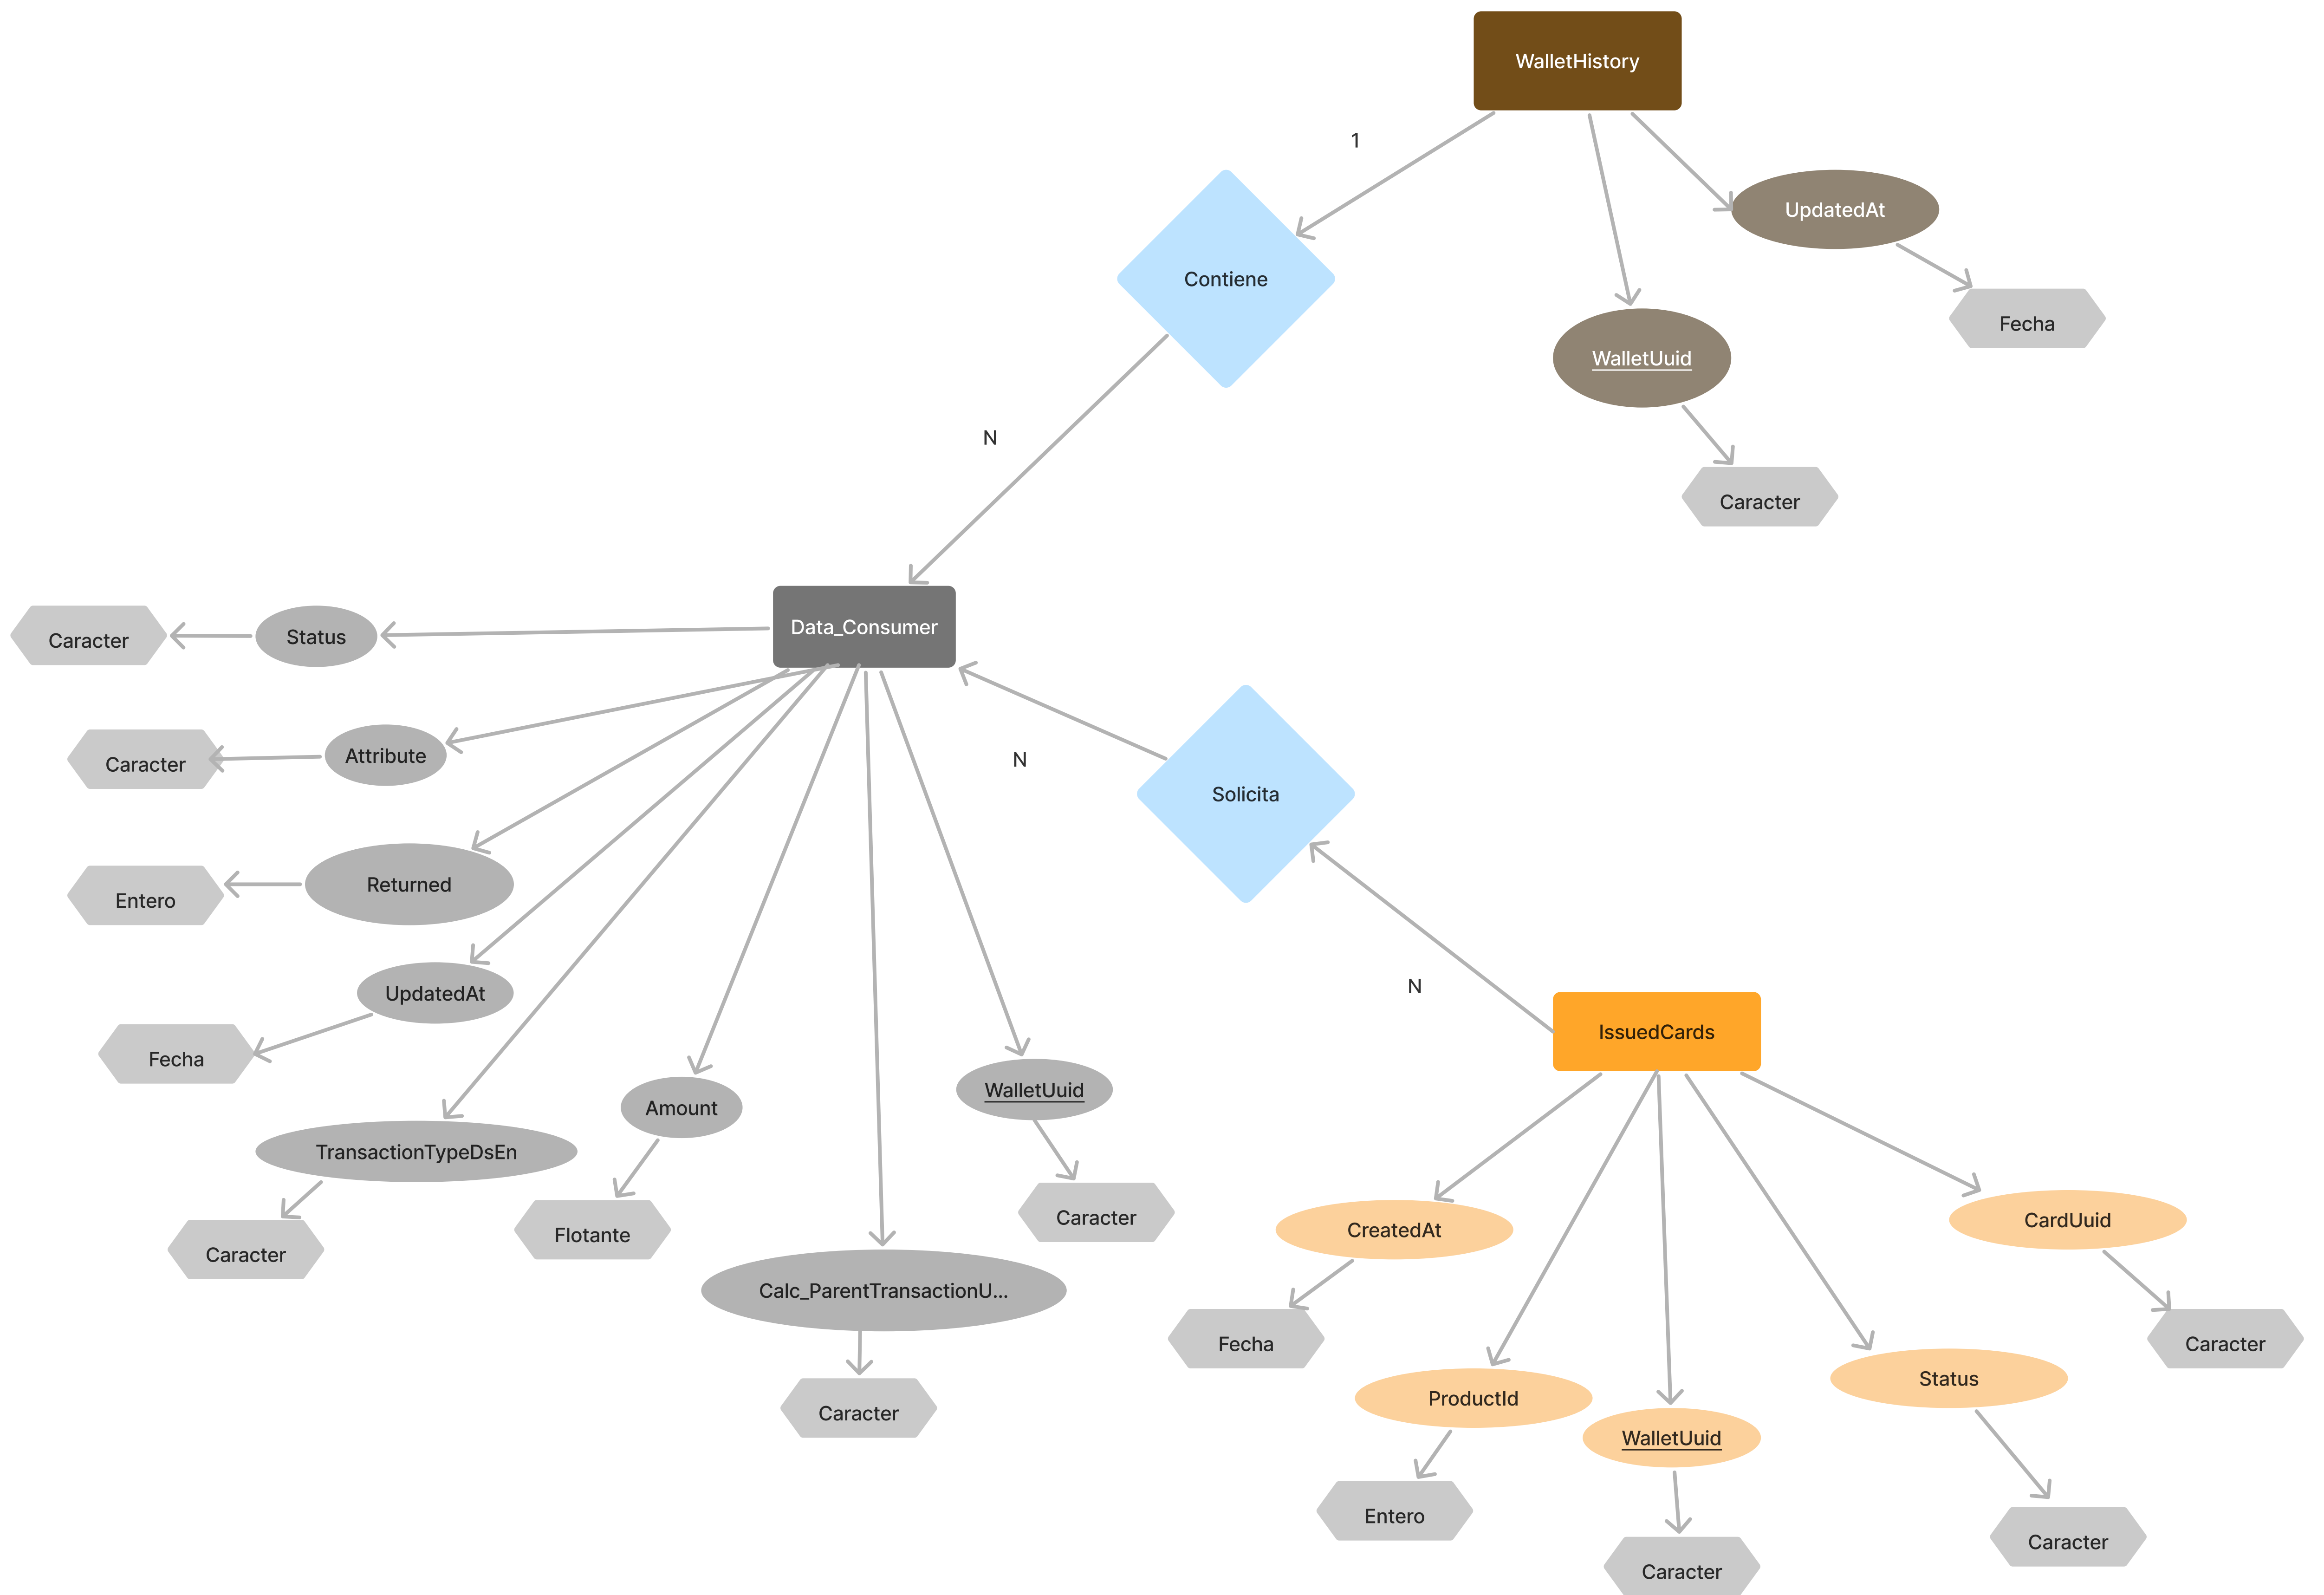 WalletHistory
1
UpdatedAt
Contiene
Fecha
WalletUuid
N
Caracter
Data_Consumer
Status
Caracter
Attribute
Caracter
N
Solicita
Returned
Entero
UpdatedAt
N
IssuedCards
Fecha
WalletUuid
Amount
TransactionTypeDsEn
Caracter
Flotante
Caracter
CreatedAt
CardUuid
Calc_ParentTransactionU...
Fecha
Caracter
Status
ProductId
Caracter
WalletUuid
Entero
Caracter
Caracter